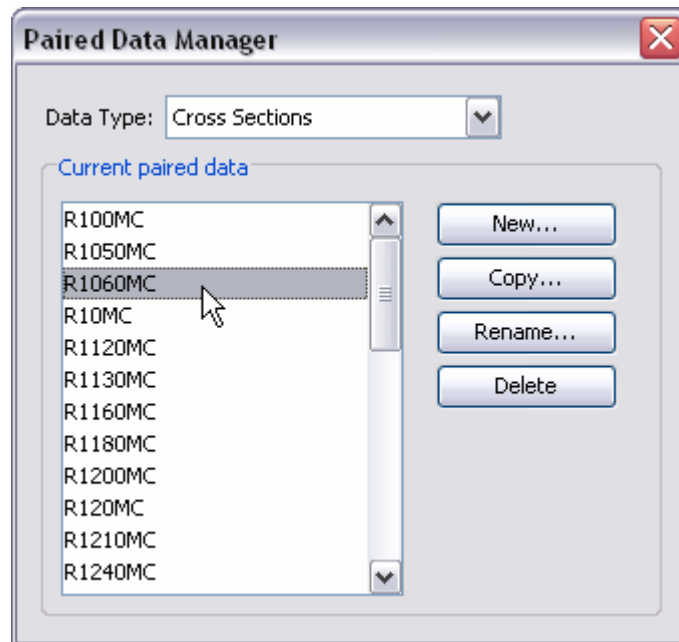 Paired Data Manager
Data Type: Cross Sections
Current paired data
R100MC
R1050MC
R1060MC
R10MC
R1120MC
R1130MC
R1160MC
R1180MC
R1200MC
R120MC
R1210MC
R1240MC
New...
Copy...
Rename...
Delete